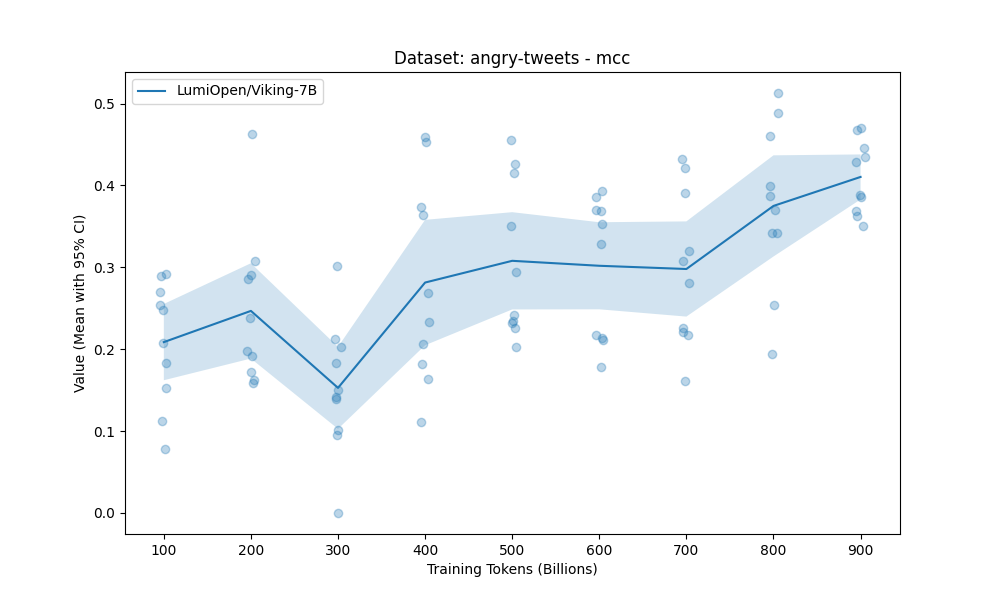 Dataset: angry-tweets - mcc
LumiOpen/Viking-7B
Value (Mean with 95% CI)
0.5
0.4
0.3
0.2
0.1
0.0
100 200 300 400 500 600 700 800 900
Training Tokens (Billions)